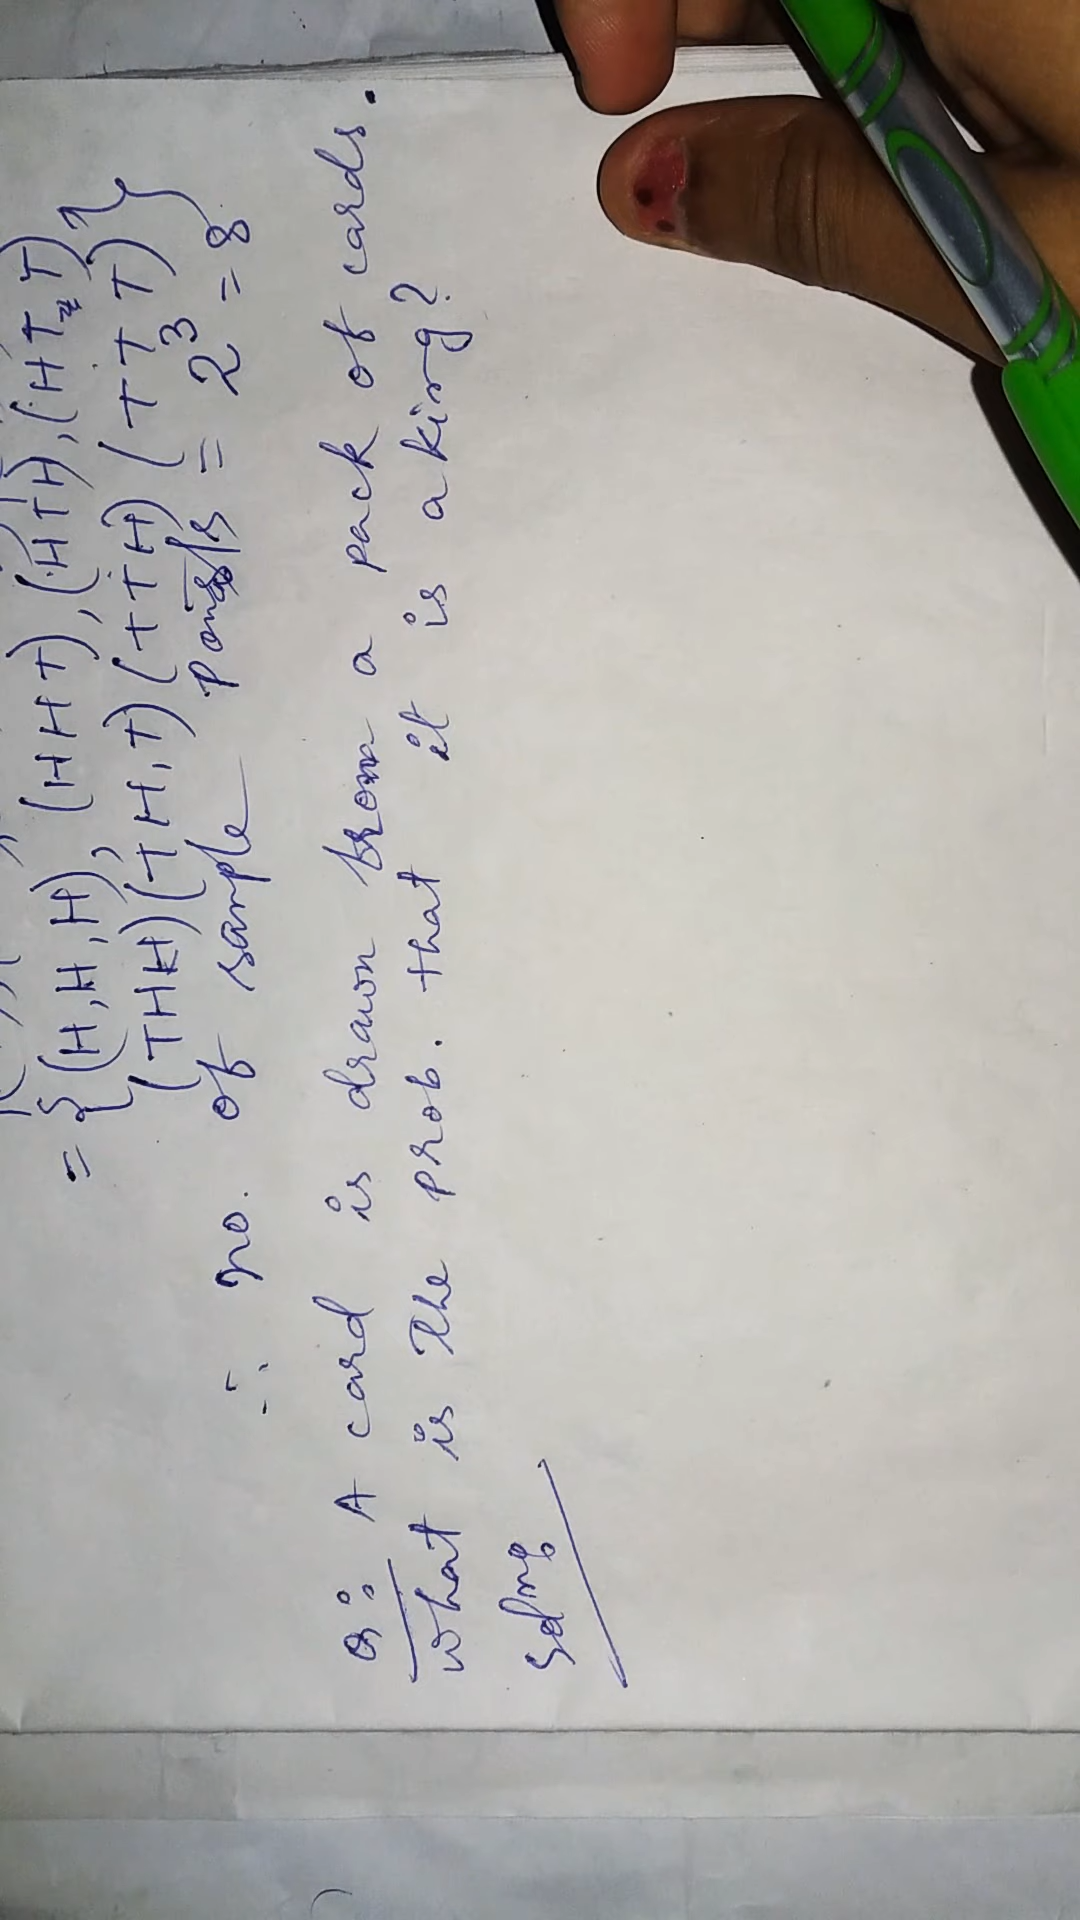 = {(H,H,H), (HHT), (HTH), (HTT)
(THH) (TH,T) (TTH) (TTT)}
∴ no. of sample points = 2³ = 8
Q: A card is drawn from a pack of cards.
what is the prob. that it is a king?
Solng